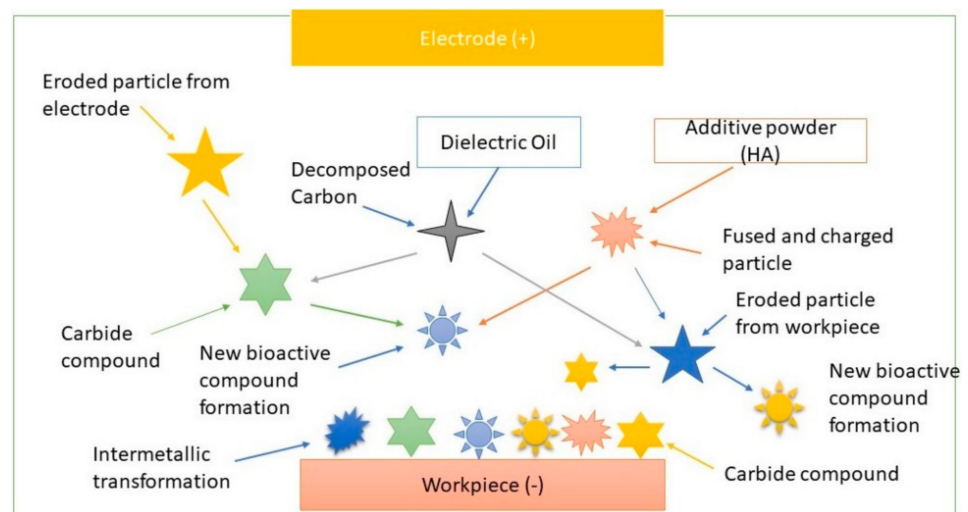 Electrode (+)
Eroded particle from
electrode
Dielectric Oil
Additive powder
(HA)
Decomposed
Carbon
Fused and charged
particle
Eroded particle
from workpiece
Carbide
compound
New bioactive
compound
formation
New bioactive
compound
formation
Intermetallic
transformation
Carbide compound
Workpiece (-)